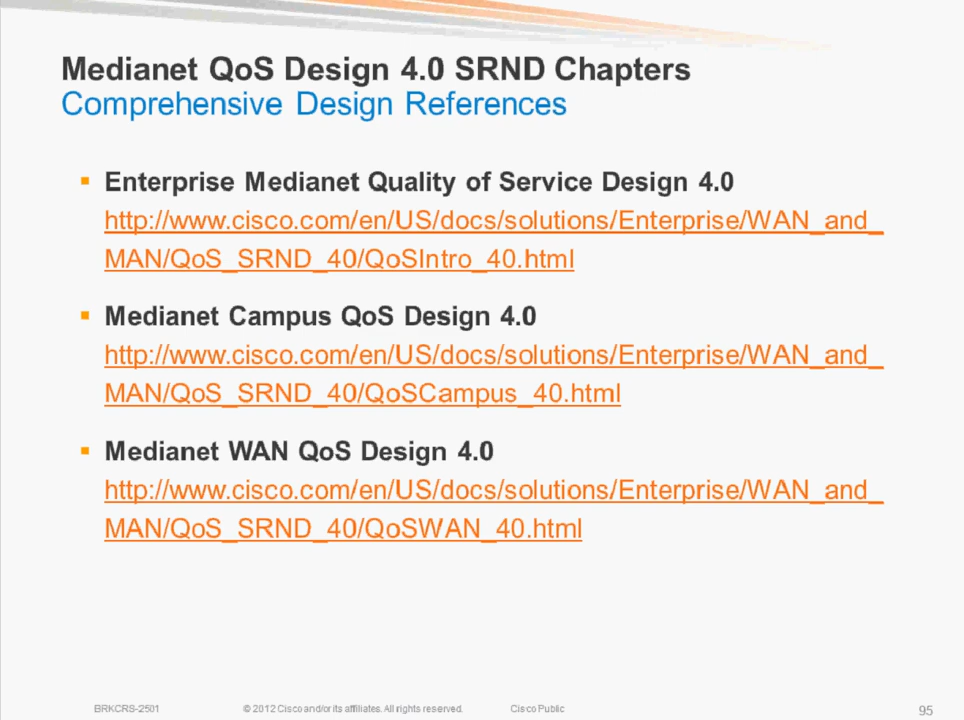 Medianet QoS Design 4.0 SRND Chapters
Comprehensive Design References
▪ Enterprise Medianet Quality of Service Design 4.0
http://www.cisco.com/en/US/docs/solutions/Enterprise/WAN_and_
MAN/QoS_SRND_40/QoSIntro_40.html
▪ Medianet Campus QoS Design 4.0
http://www.cisco.com/en/US/docs/solutions/Enterprise/WAN_and_
MAN/QoS_SRND_40/QoSCampus_40.html
▪ Medianet WAN QoS Design 4.0
http://www.cisco.com/en/US/docs/solutions/Enterprise/WAN_and_
MAN/QoS_SRND_40/QoSWAN_40.html
BRKCRS-2501 © 2012 Cisco and/or its affiliates. All rights reserved. Cisco Public 95